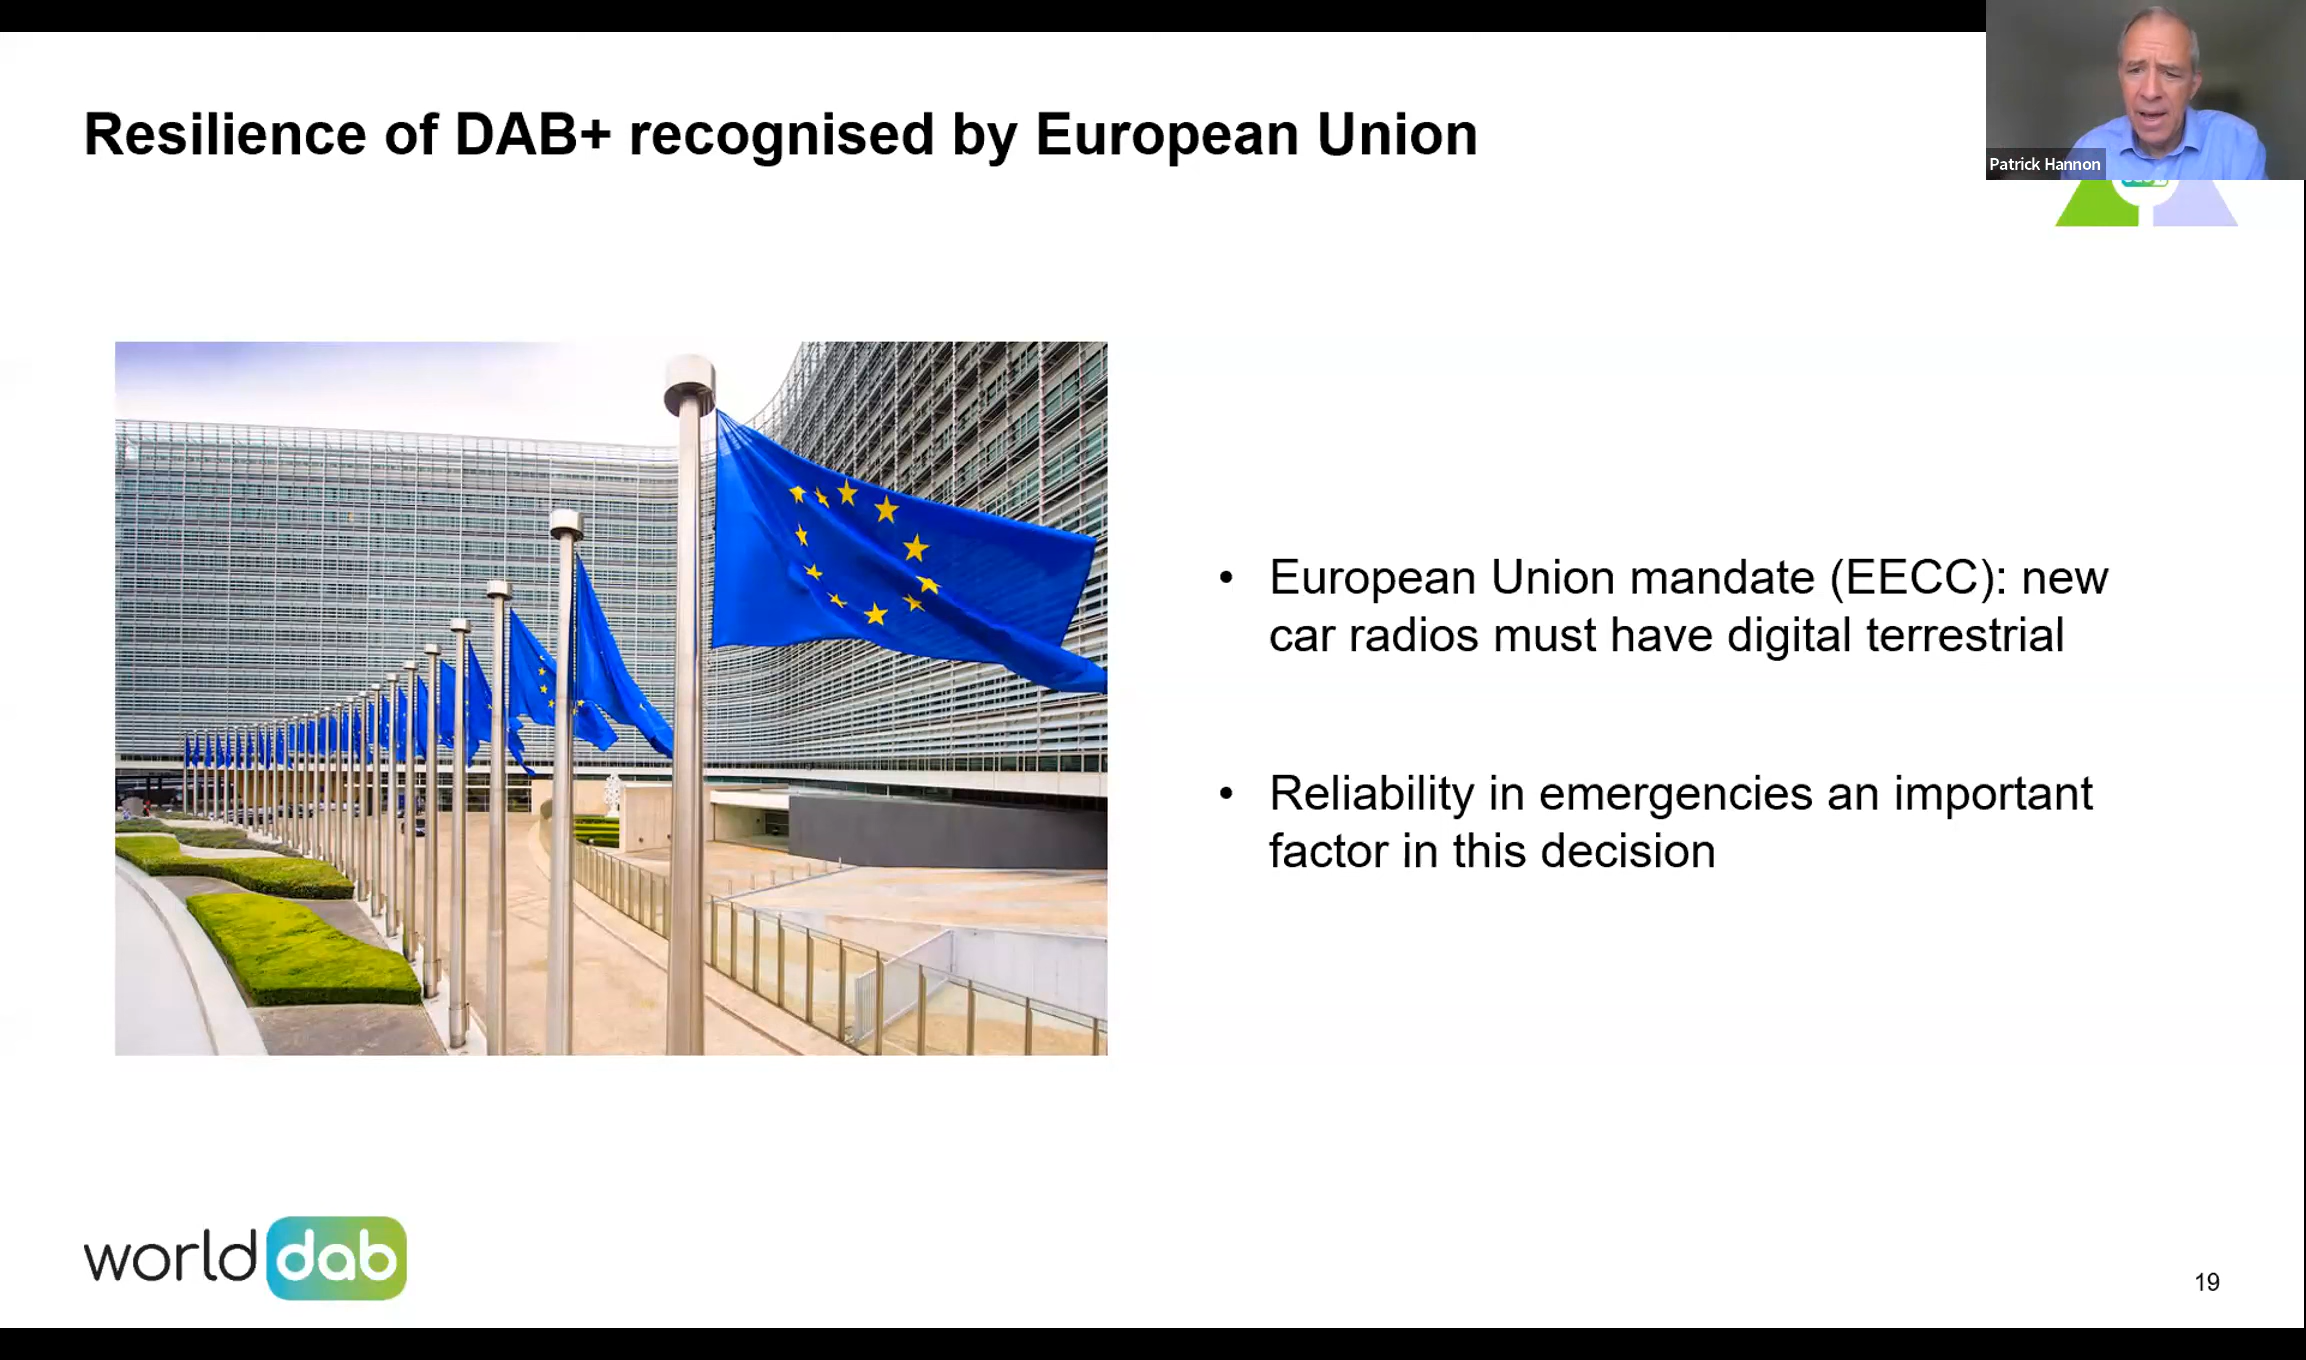 Resilience of DAB+ recognised by European Union
Patrick Hannon
• European Union mandate (EECC): new
car radios must have digital terrestrial
• Reliability in emergencies an important
factor in this decision
world dab
19